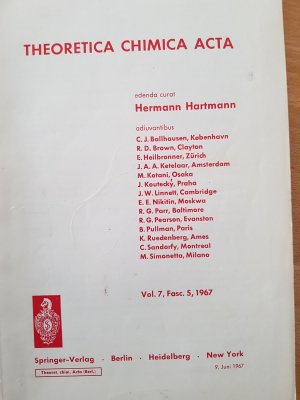 THEORETICA CHIMICA ACTA
edenda curat
Hermann Hartmann
adiuvantibus
C. J. Ballhausen, København
R. D. Brown, Clayton
E. Heilbronner, Zürich
J. A. A. Ketelaar, Amsterdam
M. Kotani, Osaka
J. Koutecký, Praha
J. W. Linnett, Cambridge
E. E. Nikitin, Moskwa
R. G. Parr, Baltimore
R. G. Pearson, Evanston
B. Pullman, Paris
K. Ruedenberg, Ames
C. Sandorfy, Montreal
M. Simonetta, Milano
Vol. 7, Fasc. 5, 1967
Springer-Verlag · Berlin · Heidelberg · New York
Theoret. chim. Acta (Berl.)
9. Juni 1967